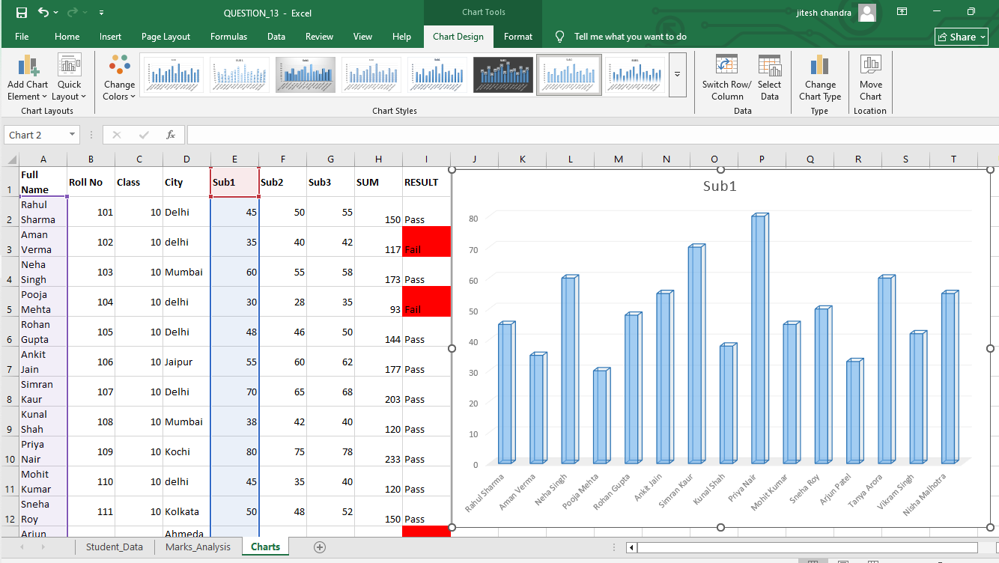 QUESTION_13 - Excel
Chart Tools
jitesh chandra
File Home Insert Page Layout Formulas Data Review View Help Chart Design Format Tell me what you want to do Share
Add Chart Element
Quick Layout
Chart Layouts
Change Colors
Chart Styles
Switch Row/ Column
Select Data
Data
Change Chart Type
Type
Move Chart
Location
Chart 2
fx
A B C D E F G H I J K L M N O P Q R S T
1 Full Name Roll No Class City Sub1 Sub2 Sub3 SUM RESULT
2 Rahul Sharma 101 10 Delhi 45 50 55 150 Pass
3 Aman Verma 102 10 delhi 35 40 42 117 Fail
4 Neha Singh 103 10 Mumbai 60 55 58 173 Pass
5 Pooja Mehta 104 10 delhi 30 28 35 93 Fail
6 Rohan Gupta 105 10 Delhi 48 46 50 144 Pass
7 Ankit Jain 106 10 Jaipur 55 60 62 177 Pass
8 Simran Kaur 107 10 Delhi 70 65 68 203 Pass
9 Kunal Shah 108 10 Mumbai 38 42 40 120 Pass
10 Priya Nair 109 10 Kochi 80 75 78 233 Pass
11 Mohit Kumar 110 10 delhi 45 35 40 120 Pass
12 Sneha Roy 111 10 Kolkata 50 48 52 150 Pass
Arjun Ahmeda
Sub1
80
70
60
50
40
30
20
10
0
Rahul Sharma
Aman Verma
Neha Singh
Pooja Mehta
Rohan Gupta
Ankit Jain
Simran Kaur
Kunal Shah
Priya Nair
Mohit Kumar
Sneha Roy
Arjun Patel
Tanya Arora
Vikram Singh
Nisha Malhotra
Student_Data Marks_Analysis Charts